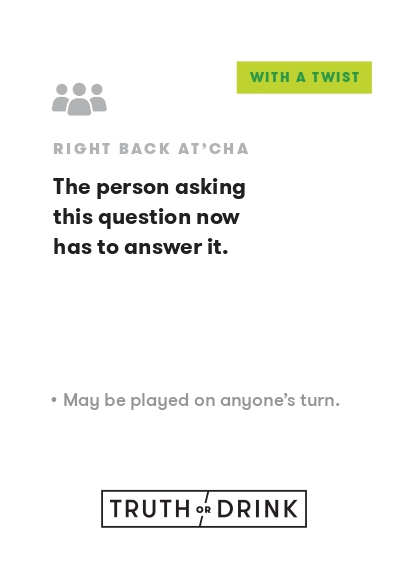 WITH A TWIST
RIGHT BACK AT'CHA
The person asking
this question now
has to answer it.
• May be played on anyone's turn.
TRUTH OR DRINK